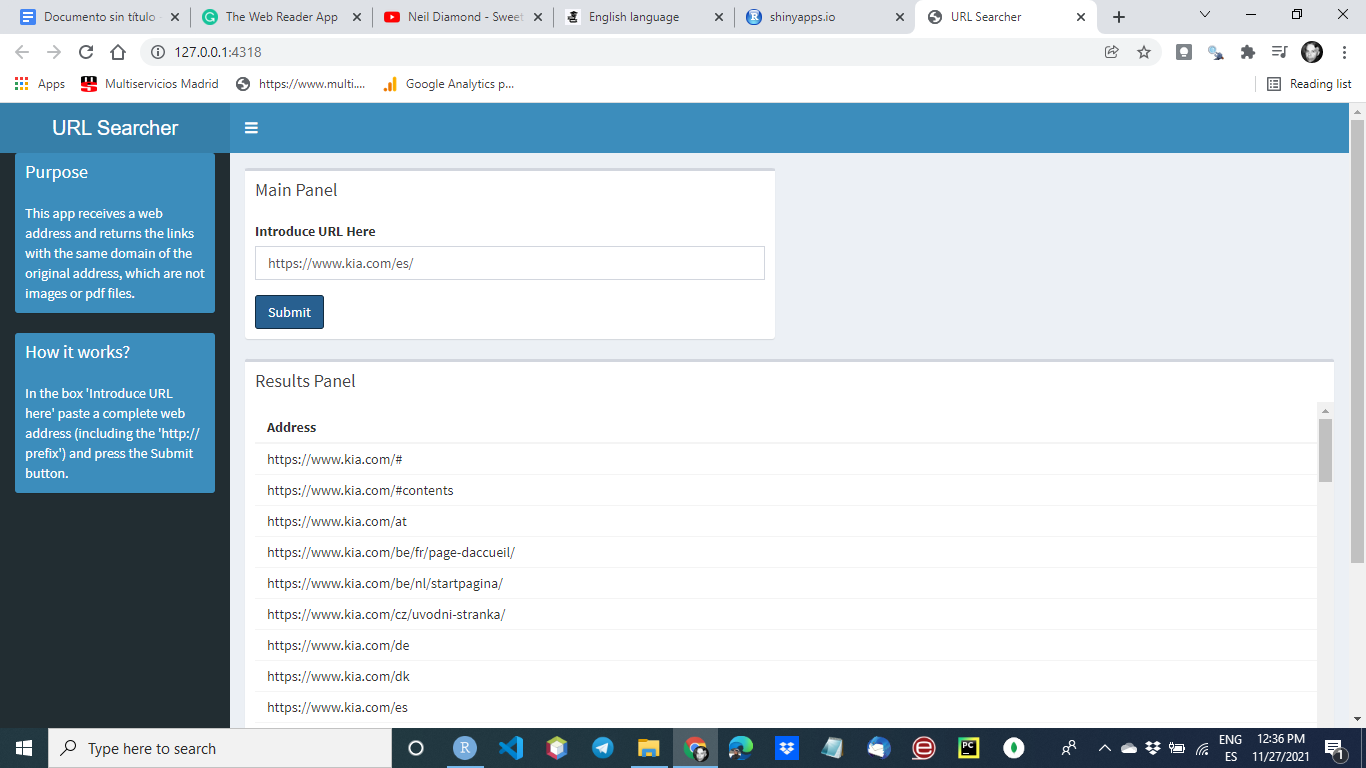 Documento sin título
The Web Reader App
Neil Diamond - Sweet
English language
shinyapps.io
URL Searcher
127.0.0.1:4318
Apps
Multiservicios Madrid
https://www.multi....
Google Analytics p...
Reading list
URL Searcher
Purpose
This app receives a web
address and returns the links
with the same domain of the
original address, which are not
images or pdf files.
How it works?
In the box 'Introduce URL
here' paste a complete web
address (including the 'http://
prefix') and press the Submit
button.
Main Panel
Introduce URL Here
https://www.kia.com/es/
Submit
Results Panel
Address
https://www.kia.com/#
https://www.kia.com/#contents
https://www.kia.com/at
https://www.kia.com/be/fr/page-daccueil/
https://www.kia.com/be/nl/startpagina/
https://www.kia.com/cz/uvodni-stranka/
https://www.kia.com/de
https://www.kia.com/dk
https://www.kia.com/es
Type here to search
R
PC
ENG
ES
12:36 PM
11/27/2021
1